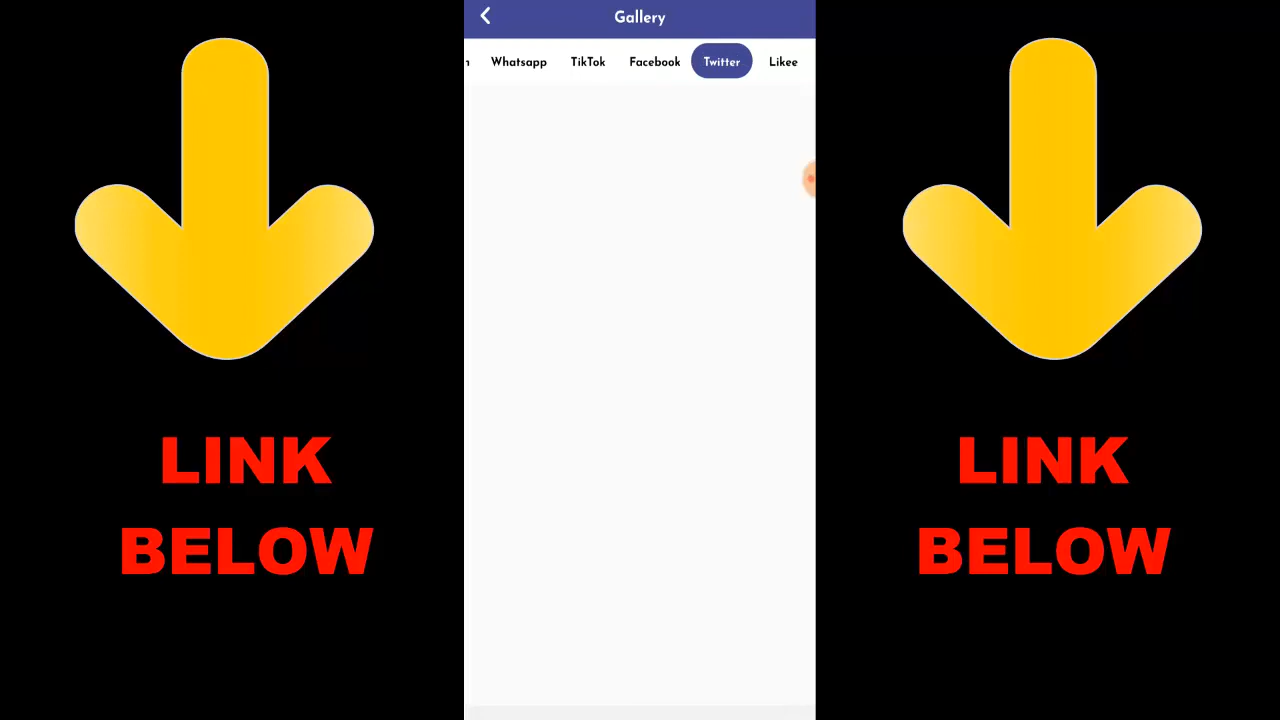 Gallery
Whatsapp TikTok Facebook Twitter Likee
LINK
BELOW
LINK
BELOW